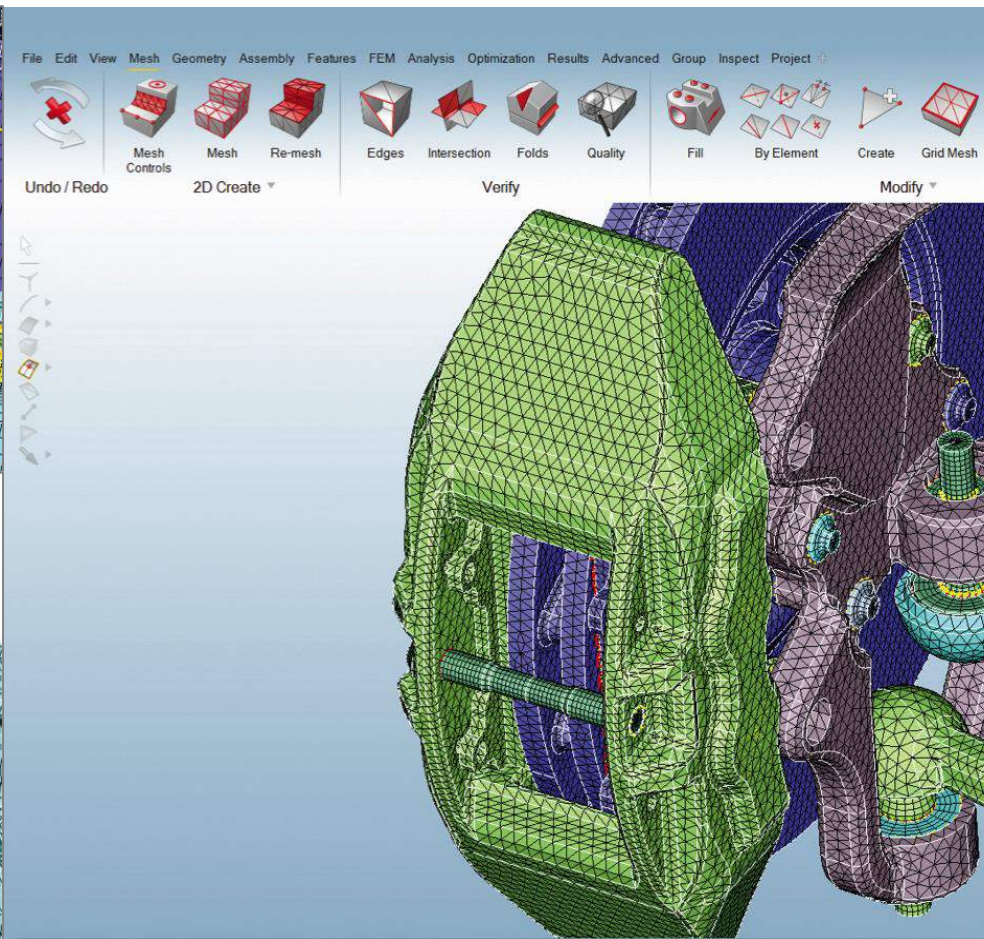 File Edit View Mesh Geometry Assembly Features FEM Analysis Optimization Results Advanced Group Inspect Project
Mesh Controls Mesh Re-mesh Edges Intersection Folds Quality Fill By Element Create Grid Mesh
Undo / Redo 2D Create Verify Modify